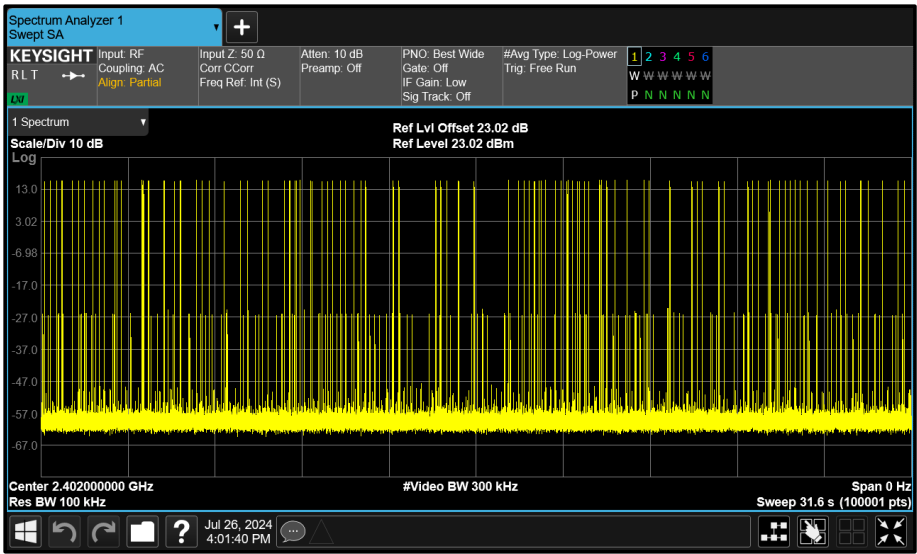 Spectrum Analyzer 1
Swept SA
+
KEYSIGHT
RLT
LXI
Input: RF
Coupling: AC
Align: Partial
Input Z: 50 Ω
Corr CCorr
Freq Ref: Int (S)
Atten: 10 dB
Preamp: Off
PNO: Best Wide
Gate: Off
IF Gain: Low
Sig Track: Off
#Avg Type: Log-Power
Trig: Free Run
1 2 3 4 5 6
W W W W W W
P N N N N N
1 Spectrum
Scale/Div 10 dB
Ref Lvl Offset 23.02 dB
Ref Level 23.02 dBm
Log
13.0
3.02
-6.98
-17.0
-27.0
-37.0
-47.0
-57.0
-67.0
Center 2.402000000 GHz
#Video BW 300 kHz
Span 0 Hz
Res BW 100 kHz
Sweep 31.6 s (100001 pts)
?
Jul 26, 2024
4:01:40 PM